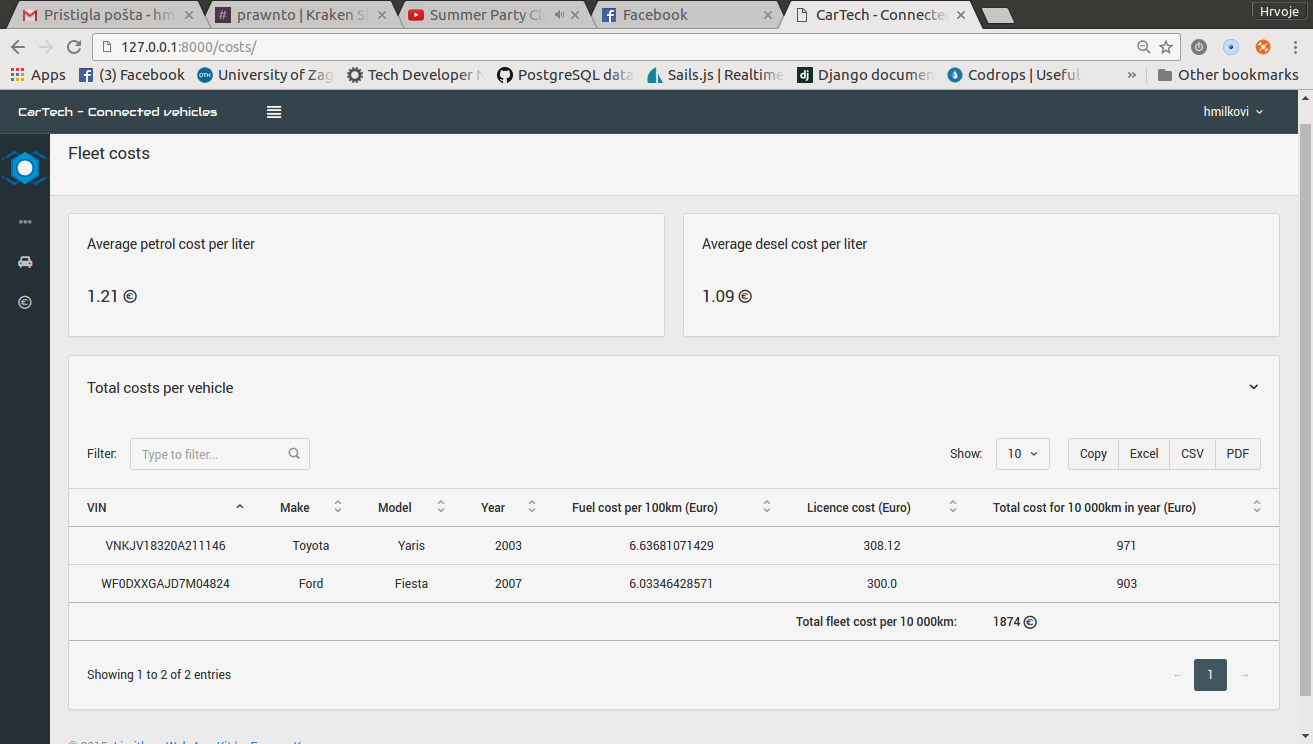 Pristigla pošta - hm
# prawnto | Kraken Sl
Summer Party Clu
Facebook
CarTech - Connecte
Hrvoje
127.0.0.1:8000/costs/
Apps
(3) Facebook
University of Zag
Tech Developer N
PostgreSQL data
Sails.js | Realtime
dj Django documen
Codrops | Useful
»
Other bookmarks
CarTech - Connected vehicles
hmilkovi
Fleet costs
Average petrol cost per liter
1.21 €
Average desel cost per liter
1.09 €
Total costs per vehicle
Filter: Type to filter... Show: 10 Copy Excel CSV PDF
VIN Make Model Year Fuel cost per 100km (Euro) Licence cost (Euro) Total cost for 10 000km in year (Euro)
VNKJV18320A211146 Toyota Yaris 2003 6.63681071429 308.12 971
WF0DXXGAJD7M04824 Ford Fiesta 2007 6.03346428571 300.0 903
Total fleet cost per 10 000km: 1874 €
Showing 1 to 2 of 2 entries
← 1 →